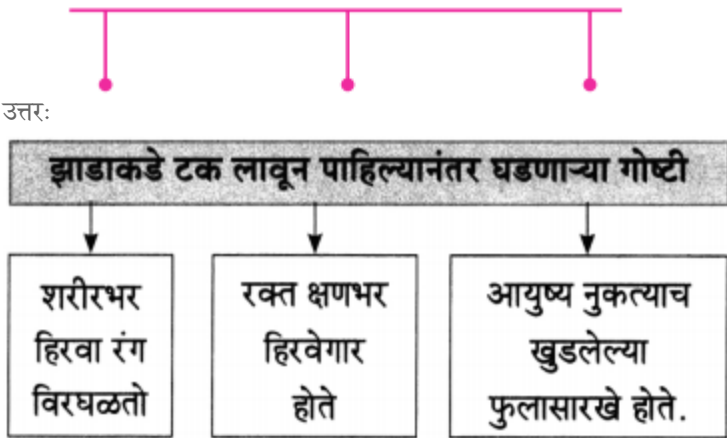 उत्तरः
झाडाकडे टक लावून पाहिल्यानंतर घडणाऱ्या गोष्टी
शरीरभर
हिरवा रंग
विरघळतो
रक्त क्षणभर
हिरवेगार
होते
आयुष्य नुकत्याच
खुडलेल्या
फुलासारखे होते.